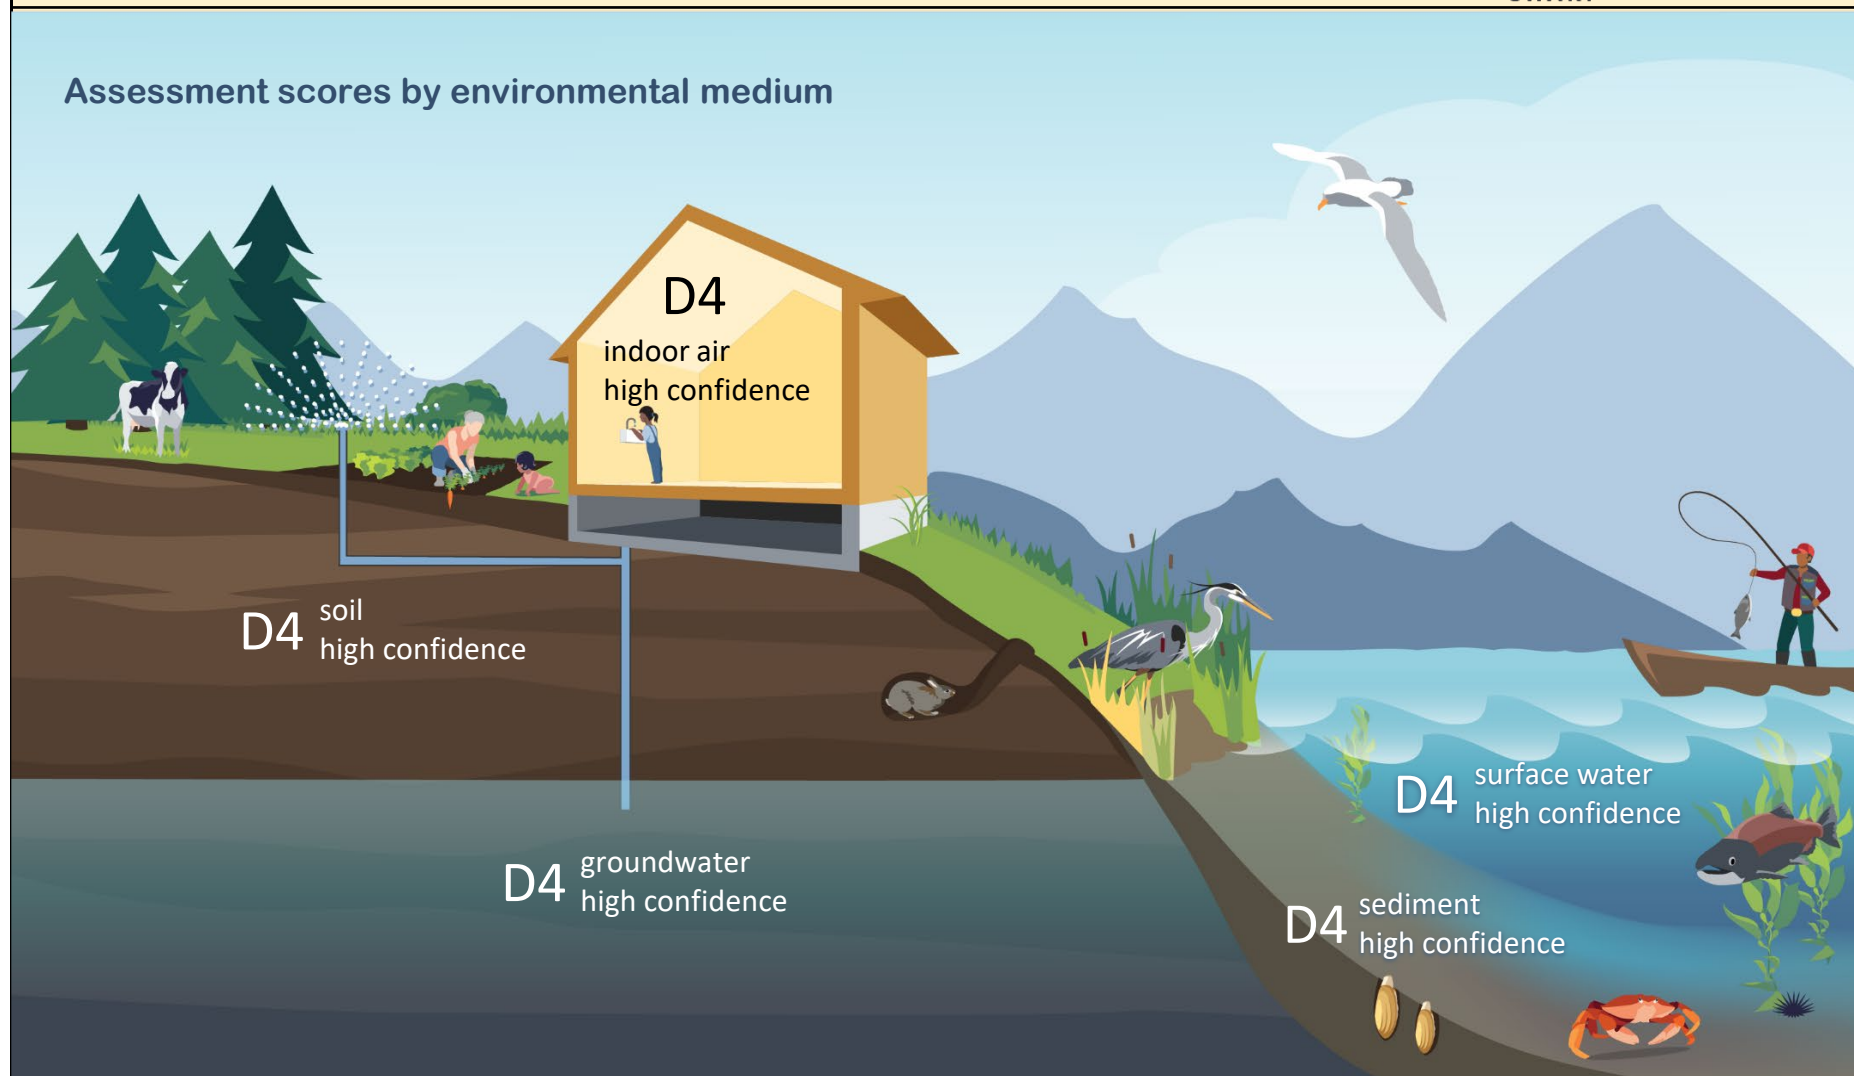 Assessment scores by environmental medium
D4
indoor air
high confidence
D4
soil
high confidence
D4
surface water
high confidence
D4
groundwater
high confidence
D4
sediment
high confidence